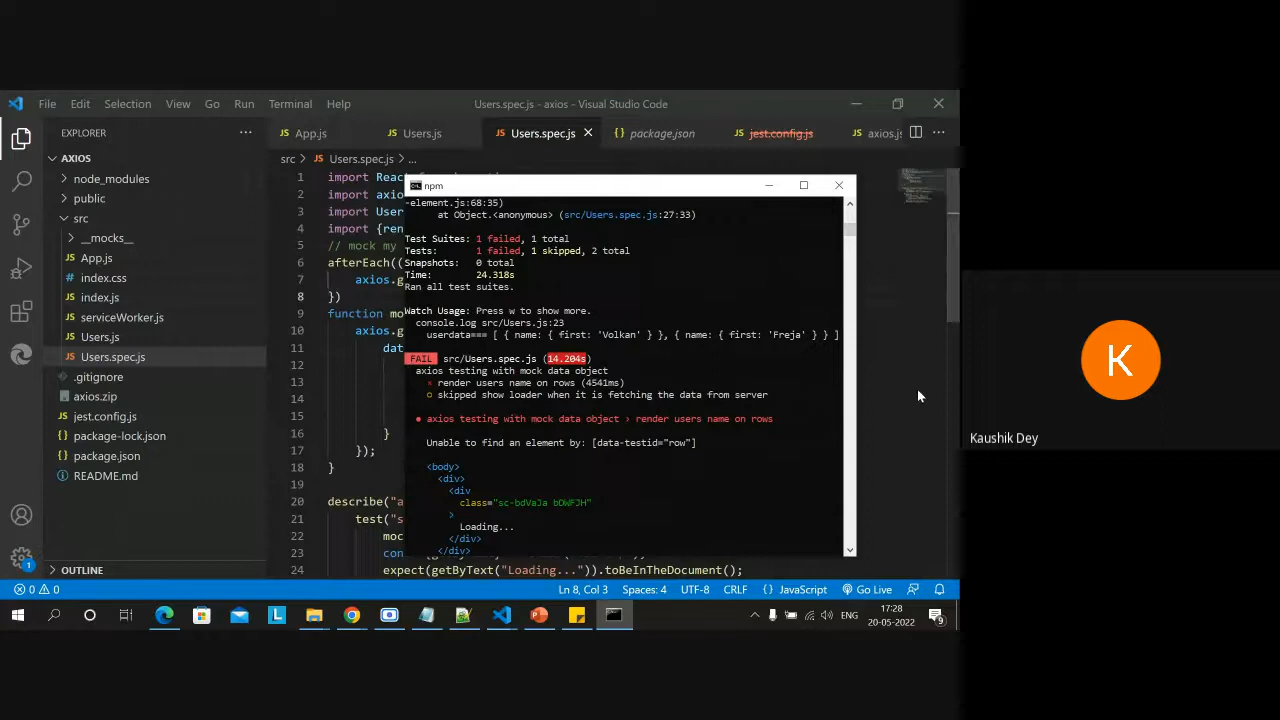 File Edit Selection View Go Run Terminal Help
Users.spec.js - axios - Visual Studio Code
EXPLORER
AXIOS
node_modules
public
src
__mocks__
App.js
index.css
index.js
serviceWorker.js
Users.js
Users.spec.js
.gitignore
axios.zip
jest.config.js
package-lock.json
package.json
README.md
OUTLINE
JS App.js JS Users.js JS Users.spec.js {} package.json JS jest.config.js JS axios.js
src > JS Users.spec.js > ...
1 import Rea
2 import axio
3 import User
4 import {ren
5 // mock my
6 afterEach((
7 axios.g
8 })
9 function mo
10 axios.g
11 dat
12
13
14
15
16 }
17 });
18 }
19
20 describe("a
21 test("s
22 moc
23 con
24 expect(getByText("Loading...")).toBeInTheDocument();
npm
-element.js:68:35)
at Object.<anonymous> (src/Users.spec.js:27:33)
Test Suites: 1 failed, 1 total
Tests: 1 failed, 1 skipped, 2 total
Snapshots: 0 total
Time: 24.318s
Ran all test suites.
Watch Usage: Press w to show more.
console.log src/Users.js:23
userdata=== [ { name: { first: 'Volkan' } }, { name: { first: 'Freja' } } ]
FAIL src/Users.spec.js (14.204s)
axios testing with mock data object
× render users name on rows (4541ms)
○ skipped show loader when it is fetching the data from server
● axios testing with mock data object › render users name on rows
Unable to find an element by: [data-testid="row"]
<body>
<div>
<div
class="sc-bdVaJa bDWFJH"
>
Loading...
</div>
</div>
0 0
Ln 8, Col 3 Spaces: 4 UTF-8 CRLF {} JavaScript Go Live
1
L
ENG
17:28
20-05-2022
9
K
Kaushik Dey